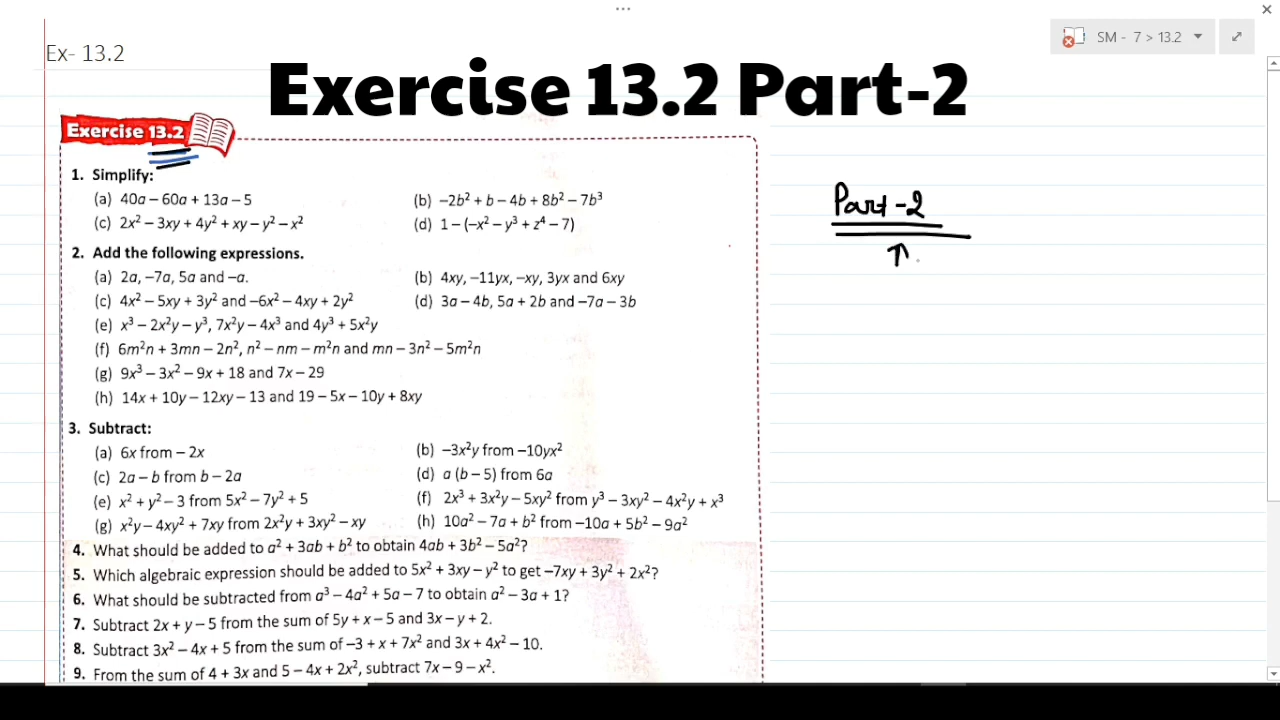 ...
SM - 7 > 13.2
Ex- 13.2
Exercise 13.2 Part-2
Exercise 13.2
1. Simplify:
(a) 40a – 60a + 13a – 5
(b) –2b² + b – 4b + 8b² – 7b³
(c) 2x² – 3xy + 4y² + xy – y² – x²
(d) 1 – (–x² – y³ + z⁴ – 7)
2. Add the following expressions.
(a) 2a, –7a, 5a and –a.
(b) 4xy, –11yx, –xy, 3yx and 6xy
(c) 4x² – 5xy + 3y² and –6x² – 4xy + 2y²
(d) 3a – 4b, 5a + 2b and –7a – 3b
(e) x³ – 2x²y – y³, 7x²y – 4x³ and 4y³ + 5x²y
(f) 6m²n + 3mn – 2n², n² – nm – m²n and mn – 3n² – 5m²n
(g) 9x³ – 3x² – 9x + 18 and 7x – 29
(h) 14x + 10y – 12xy – 13 and 19 – 5x – 10y + 8xy
3. Subtract:
(a) 6x from – 2x
(b) –3x²y from –10yx²
(c) 2a – b from b – 2a
(d) a (b – 5) from 6a
(e) x² + y² – 3 from 5x² – 7y² + 5
(f) 2x³ + 3x²y – 5xy² from y³ – 3xy² – 4x²y + x³
(g) x²y – 4xy² + 7xy from 2x²y + 3xy² – xy
(h) 10a² – 7a + b² from –10a + 5b² – 9a²
4. What should be added to a² + 3ab + b² to obtain 4ab + 3b² – 5a²?
5. Which algebraic expression should be added to 5x² + 3xy – y² to get –7xy + 3y² + 2x²?
6. What should be subtracted from a³ – 4a² + 5a – 7 to obtain a² – 3a + 1?
7. Subtract 2x + y – 5 from the sum of 5y + x – 5 and 3x – y + 2.
8. Subtract 3x² – 4x + 5 from the sum of –3 + x + 7x² and 3x + 4x² – 10.
9. From the sum of 4 + 3x and 5 – 4x + 2x², subtract 7x – 9 – x².
Part-2